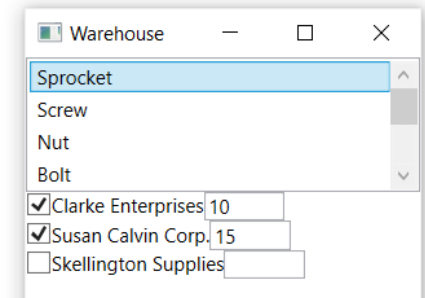 Warehouse
Sprocket
Screw
Nut
Bolt
Clarke Enterprises 10
Susan Calvin Corp. 15
Skellington Supplies